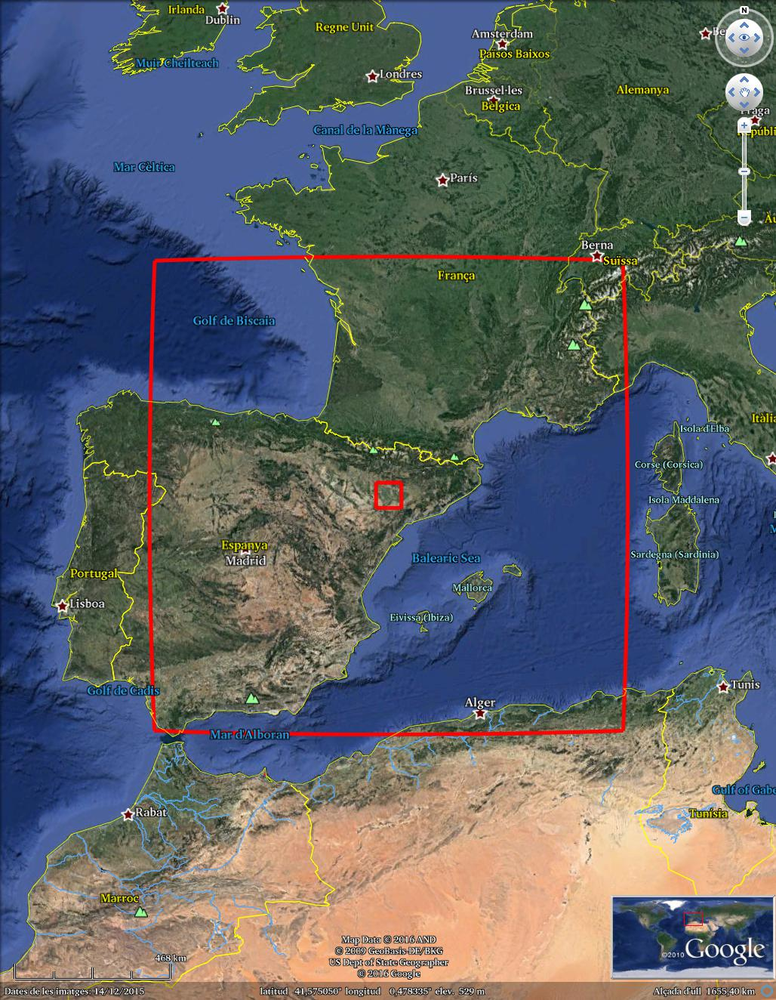 Irlanda
Dublin
Regne Unit
N
Amsterdam
Països Baixos
Muir Cheilteach
Londres
Brussel·les
Bèlgica
Alemanya
Praga
Canal de la Mànega
Mar Cèltica
París
Berna
Suïssa
França
Golf de Biscaia
Itàlia
Isola d'Elba
Corse (Corsica)
Isola Maddalena
Espanya
Madrid
Balearic Sea
Sardegna (Sardinia)
Portugal
Mallorca
Lisboa
Eivissa (Ibiza)
Golf de Cadis
Tunis
Alger
Mar d'Alboran
Gulf of Gabe
Rabat
Tunísia
Marroc
468 km
Map Data © 2016 AND
© 2009 GeoBasis-DE/BKG
US Dept of State Geographer
© 2016 Google
©2010 Google
Dates de les imatges: 14/12/2015 latitud 41,575050° longitud 0,478335° elev. 529 m Alçada d'ull 1655,40 km